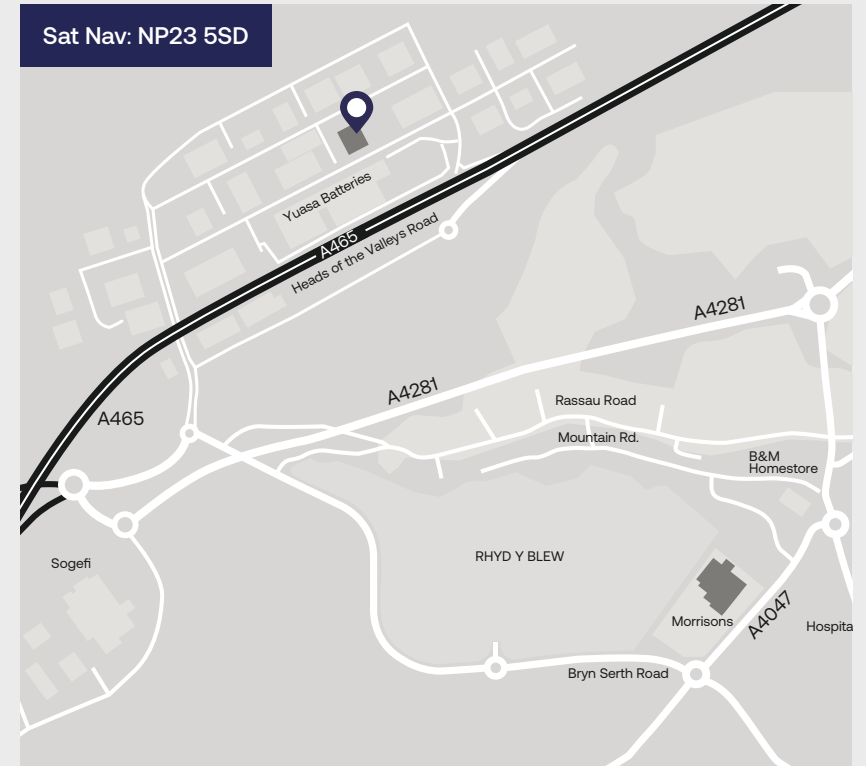 Sat Nav: NP23 5SD
Yuasa Batteries
A465
Heads of the Valleys Road
A4281
A4281
Rassau Road
A465
Mountain Rd.
B&M
Homestore
RHYD Y BLEW
Sogefi
Morrisons
A4047
Hospita
Bryn Serth Road